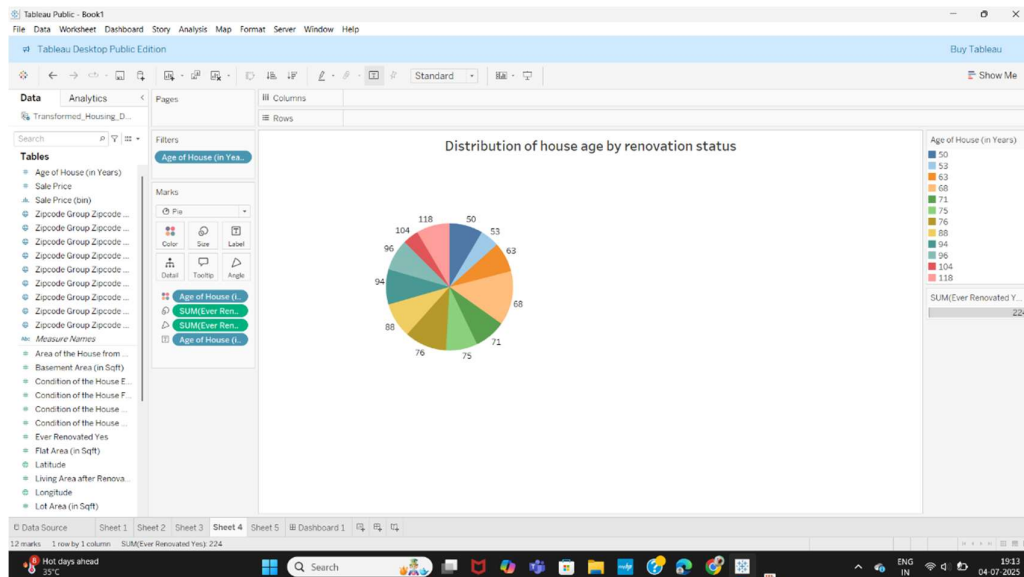 Tableau Public - Book1
File Data Worksheet Dashboard Story Analysis Map Format Server Window Help
Tableau Desktop Public Edition Buy Tableau
Standard Show Me
Data Analytics Pages Columns
Transformed_Housing_D... Rows
Search
Tables
Age of House (in Years)
Sale Price
Sale Price (bin)
Zipcode Group Zipcode ...
Zipcode Group Zipcode ...
Zipcode Group Zipcode ...
Zipcode Group Zipcode ...
Zipcode Group Zipcode ...
Zipcode Group Zipcode ...
Zipcode Group Zipcode ...
Zipcode Group Zipcode ...
Zipcode Group Zipcode ...
Abc Measure Names
Area of the House from ...
Basement Area (in Sqft)
Condition of the House E...
Condition of the House F...
Condition of the House ...
Condition of the House ...
Ever Renovated Yes
Flat Area (in Sqft)
Latitude
Living Area after Renova...
Longitude
Lot Area (in Sqft)
Filters
Age of House (in Yea..
Marks
Pie
Color Size Label
Detail Tooltip Angle
Age of House (i..
SUM(Ever Ren..
SUM(Ever Ren..
Age of House (i..
Distribution of house age by renovation status
50
53
63
68
71
75
76
88
94
96
104
118
Age of House (in Years)
50
53
63
68
71
75
76
88
94
96
104
118
SUM(Ever Renovated Y...
224
Data Source Sheet 1 Sheet 2 Sheet 3 Sheet 4 Sheet 5 Dashboard 1
12 marks 1 row by 1 column SUM(Ever Renovated Yes): 224
Hot days ahead
35°C
Search
ENG
IN
19:13
04-07-2025